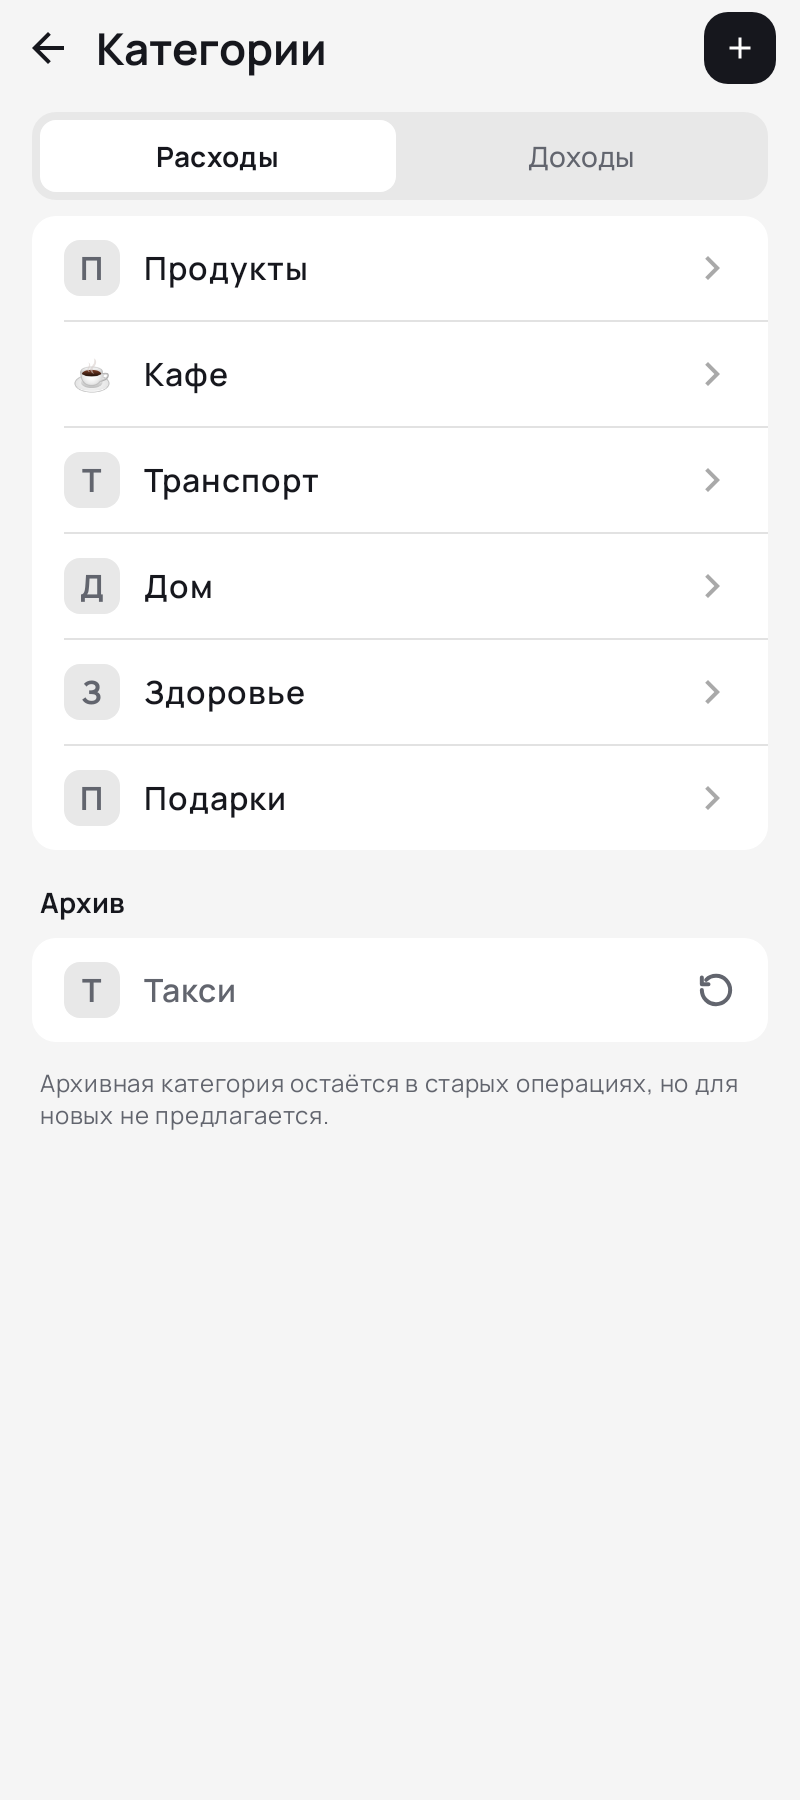 Категории
Расходы
Доходы
П Продукты
Кафе
Т Транспорт
Д Дом
З Здоровье
П Подарки
Архив
Т Такси
Архивная категория остаётся в старых операциях, но для
новых не предлагается.